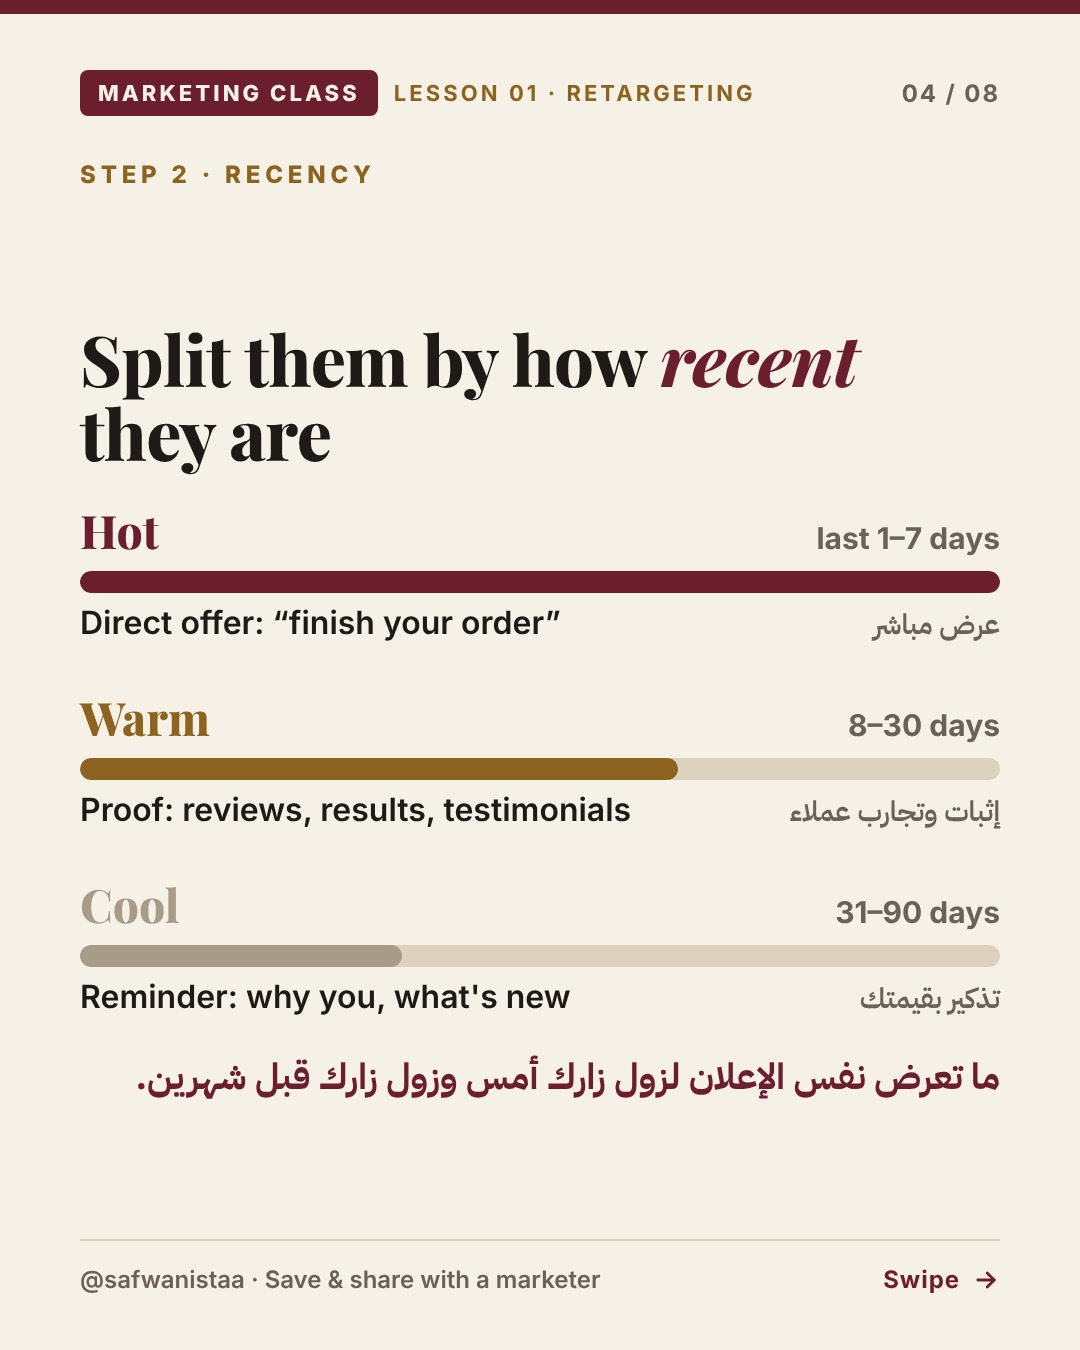 MARKETING CLASS LESSON 01 · RETARGETING 04 / 08
STEP 2 · RECENCY
Split them by how recent
they are
Hot last 1–7 days
Direct offer: “finish your order” عرض مباشر
Warm 8–30 days
Proof: reviews, results, testimonials إثبات وتجارب عملاء
Cool 31–90 days
Reminder: why you, what's new تذكير بقيمتك
ما تعرض نفس الإعلان لزول زارك أمس وزول زارك قبل شهرين.
@safwanistaa · Save & share with a marketer Swipe →